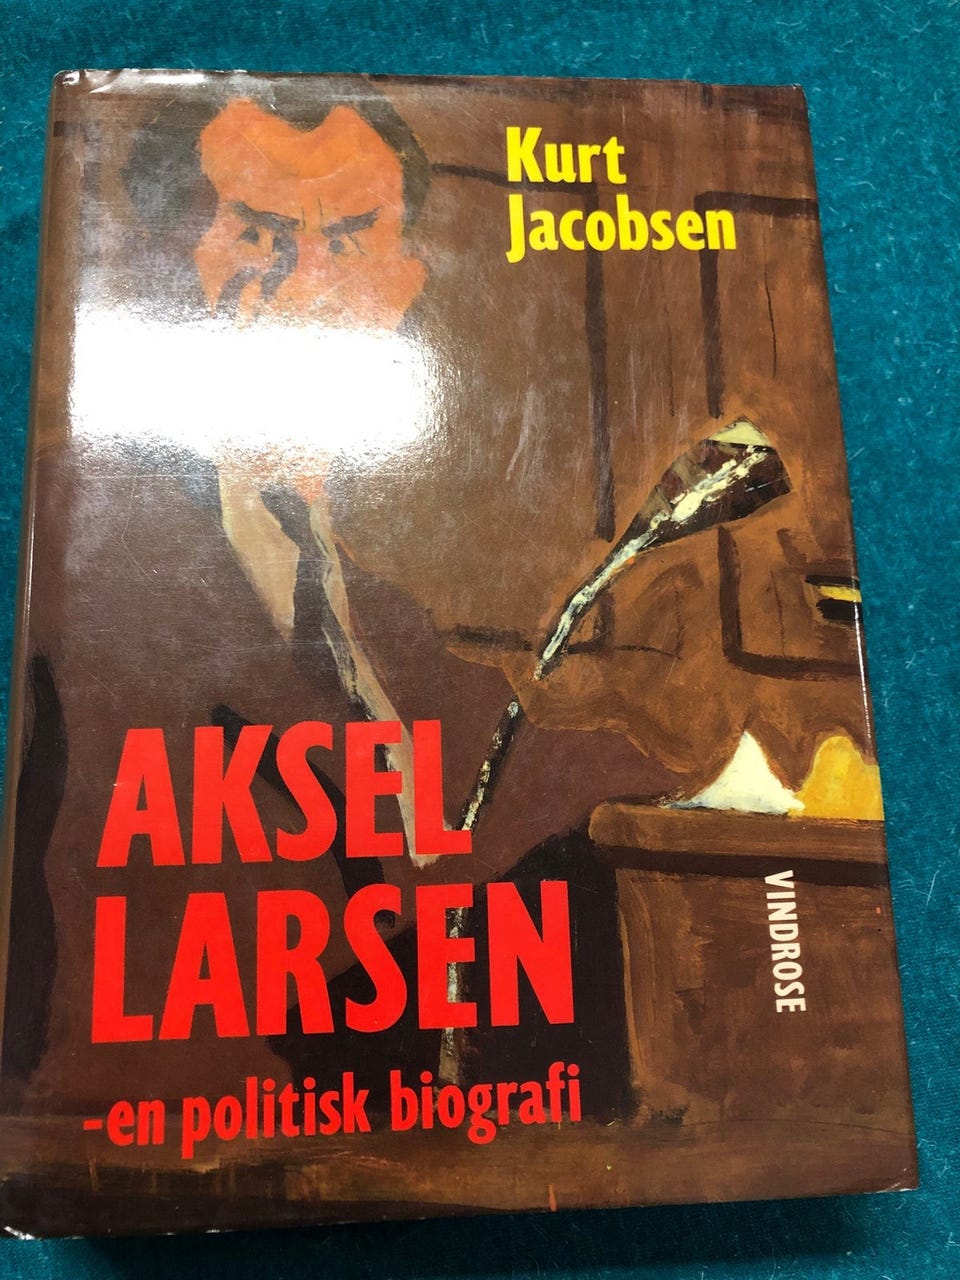 Kurt
Jacobsen
AKSEL
LARSEN
-en politisk biografi
VINDROSE